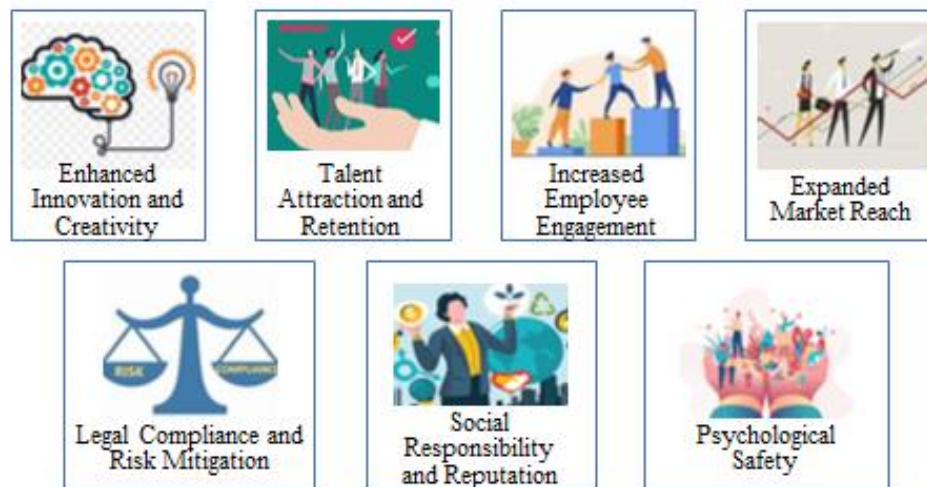 Enhanced
Innovation and
Creativity
Talent
Attraction and
Retention
Increased
Employee
Engagement
Expanded
Market Reach
RISK
COMPLIANCE
Legal Compliance and
Risk Mitigation
Social
Responsibility
and Reputation
Psychological
Safety